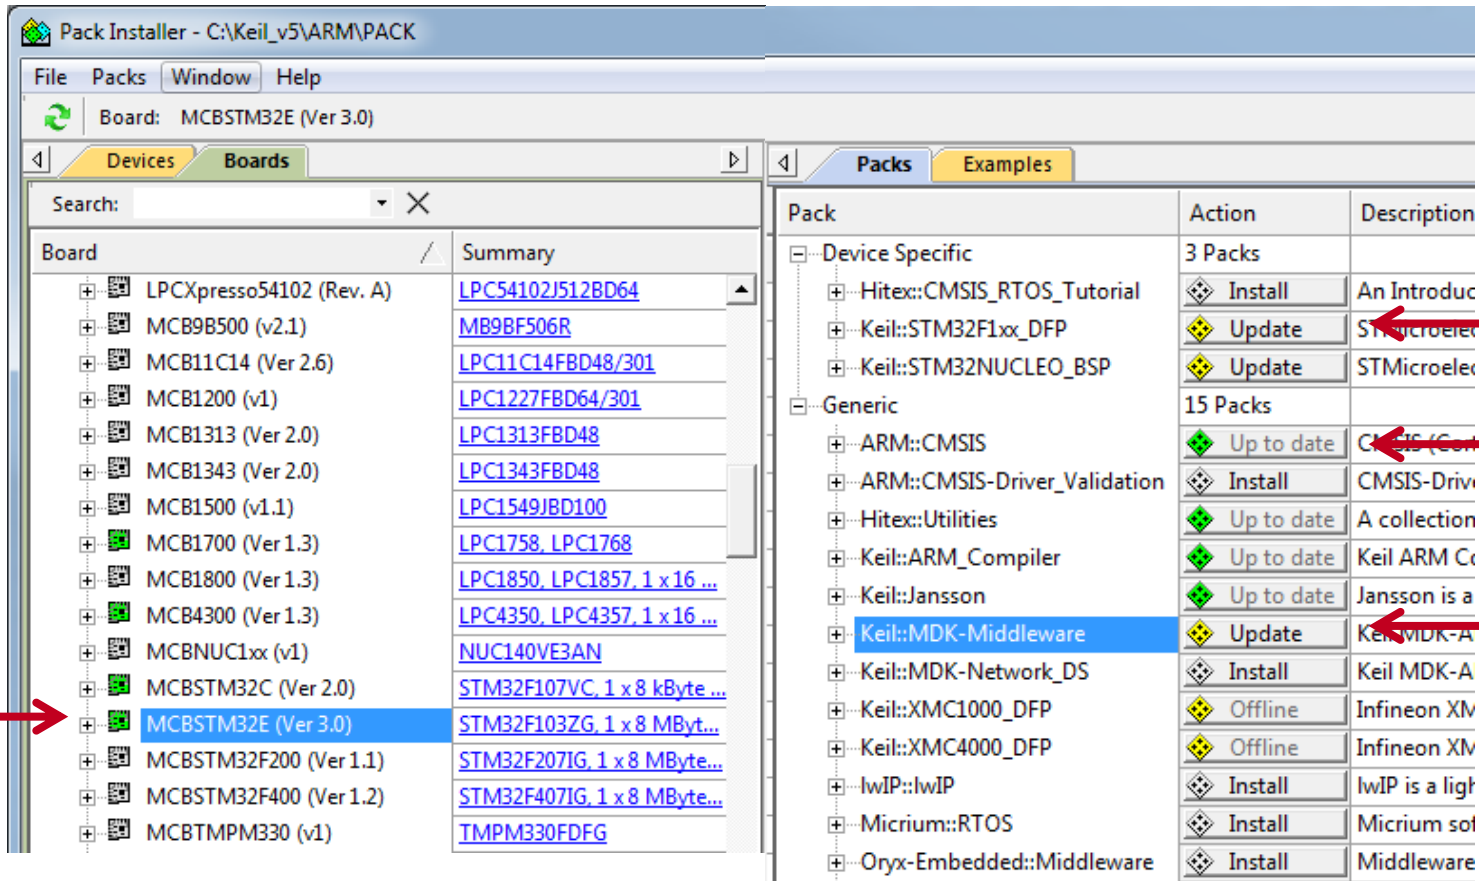 Pack Installer - C:\Keil_v5\ARM\PACK
File Packs Window Help
Board: MCBSTM32E (Ver 3.0)
Devices Boards
Search:
Board Summary
LPCXpresso54102 (Rev. A) LPC54102J512BD64
MCB9B500 (v2.1) MB9BF506R
MCB11C14 (Ver 2.6) LPC11C14FBD48/301
MCB1200 (v1) LPC1227FBD64/301
MCB1313 (Ver 2.0) LPC1313FBD48
MCB1343 (Ver 2.0) LPC1343FBD48
MCB1500 (v1.1) LPC1549JBD100
MCB1700 (Ver 1.3) LPC1758, LPC1768
MCB1800 (Ver 1.3) LPC1850, LPC1857, 1 x 16 ...
MCB4300 (Ver 1.3) LPC4350, LPC4357, 1 x 16 ...
MCBNUC1xx (v1) NUC140VE3AN
MCBSTM32C (Ver 2.0) STM32F107VC, 1 x 8 kByte ...
MCBSTM32E (Ver 3.0) STM32F103ZG, 1 x 8 MByt...
MCBSTM32F200 (Ver 1.1) STM32F207IG, 1 x 8 MByte...
MCBSTM32F400 (Ver 1.2) STM32F407IG, 1 x 8 MByte...
MCBTMPM330 (v1) TMPM330FDFG
Packs Examples
Pack Action Description
Device Specific 3 Packs
Hitex::CMSIS_RTOS_Tutorial Install An Introduc
Keil::STM32F1xx_DFP Update
Keil::STM32NUCLEO_BSP Update STMicroelec
Generic 15 Packs
ARM::CMSIS Up to date
ARM::CMSIS-Driver_Validation Install CMSIS-Drive
Hitex::Utilities Up to date A collection
Keil::ARM_Compiler Up to date Keil ARM Co
Keil::Jansson Up to date Jansson is a
Keil::MDK-Middleware Update
Keil::MDK-Network_DS Install Keil MDK-A
Keil::XMC1000_DFP Offline Infineon XM
Keil::XMC4000_DFP Offline Infineon XM
lwIP::lwIP Install lwIP is a ligh
Micrium::RTOS Install Micrium sof
Oryx-Embedded::Middleware Install Middleware